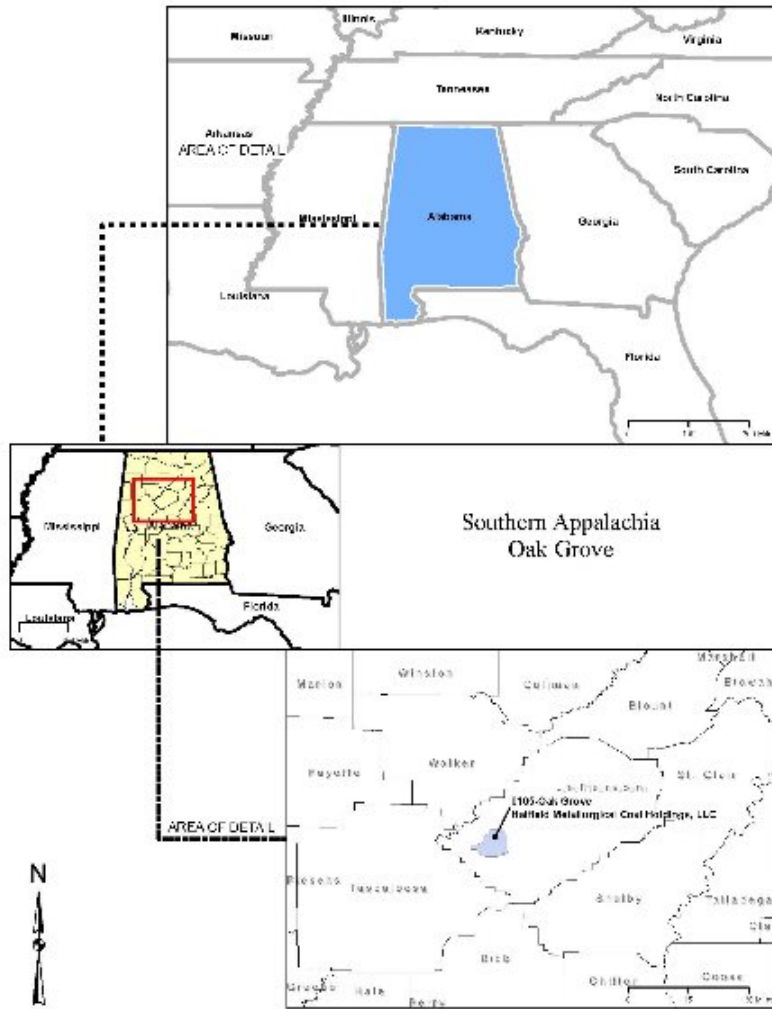 Illinois
Missouri
Kentucky
Virginia
Tennessee
North Carolina
Arkansas
AREA OF DETAIL
South Carolina
Mississippi
Alabama
Georgia
Louisiana
Florida
Mississippi
Georgia
Louisiana
Florida
Southern Appalachia
Oak Grove
Marshall
Winston
Marion
Cullman
Blount
Walker
St. Clair
Fayette
Oak Grove
Metallurgical Coal Holdings, LLC
AREA OF DETAIL
Pickens
Tuscaloosa
Shelby
Talladega
Bibb
Chilton
Coosa
Hale
Perry
N